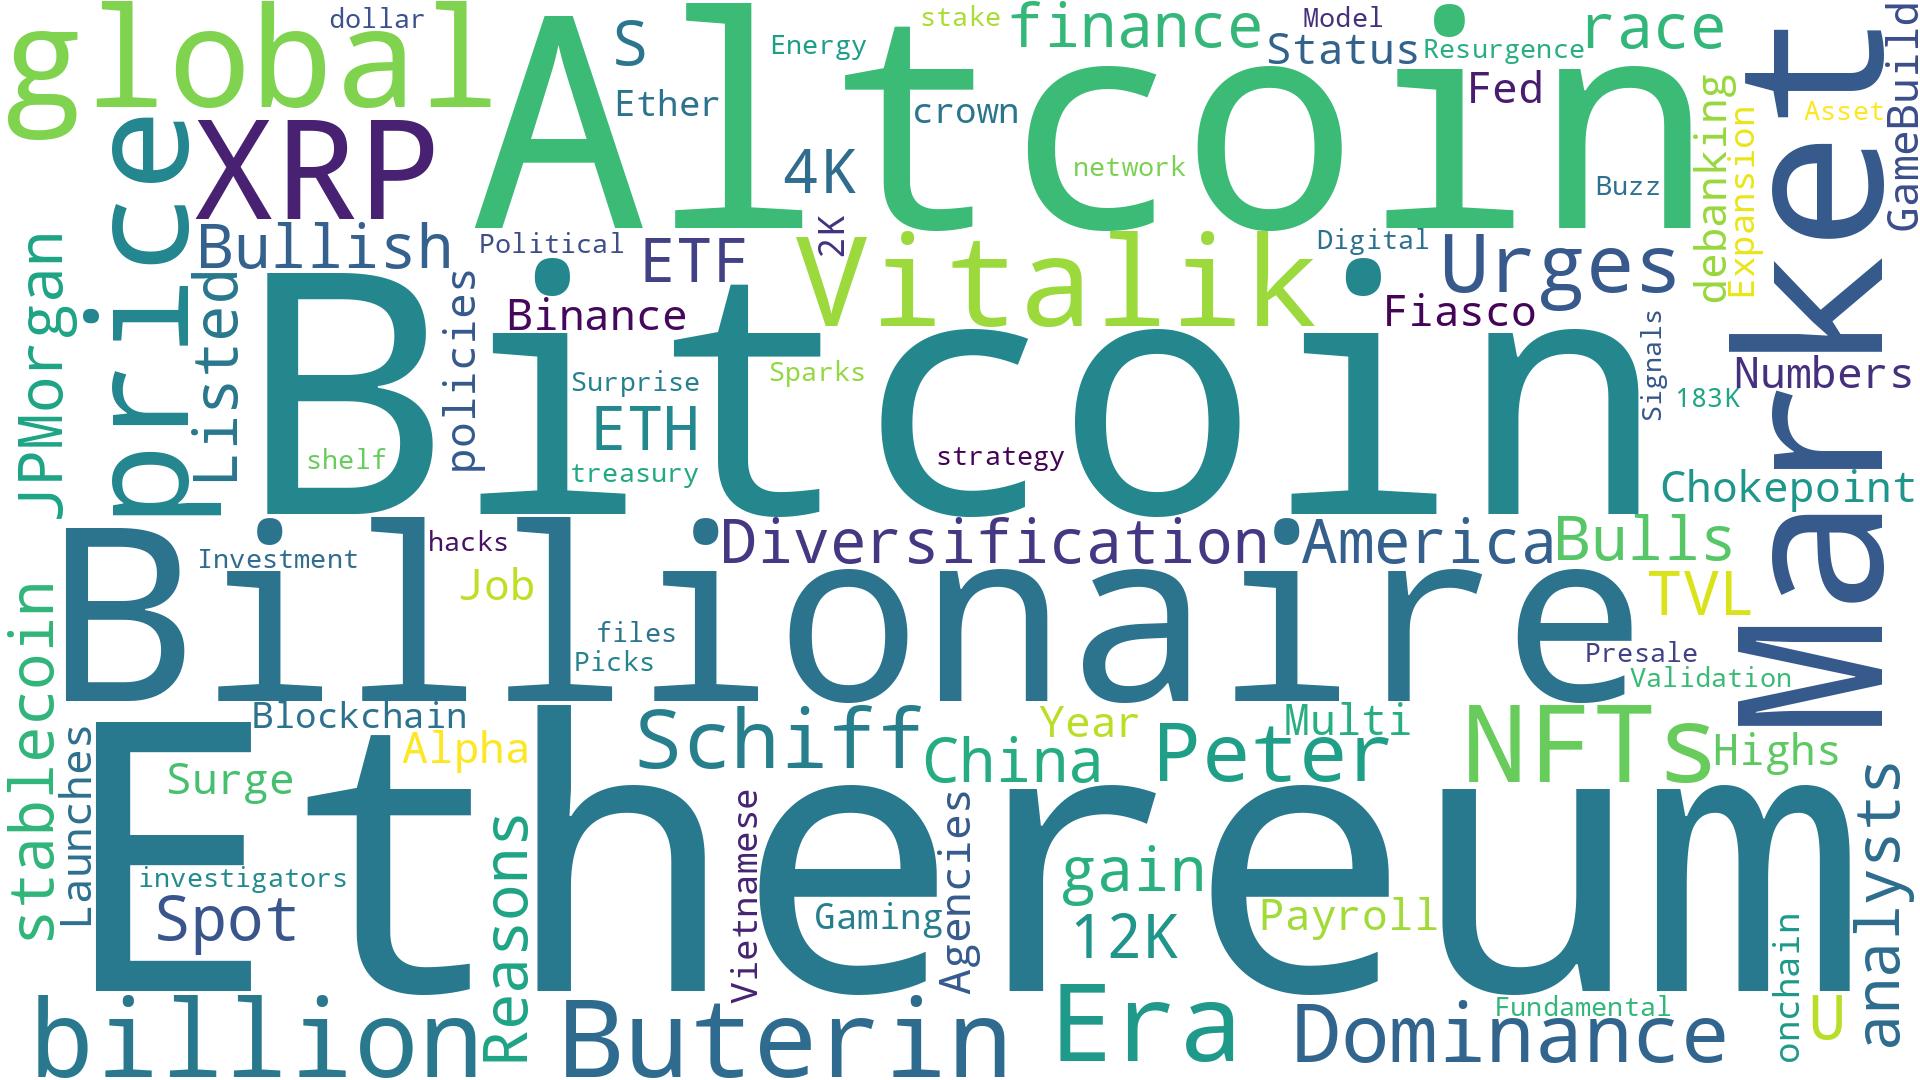 global
dollar
Altcoin
S
Ether
Energy
stake
finance
Status
Model
Resurgence
race
Fed
crown
4K
2K
network
Buzz
debanking
Expansion
Asset
GameBuild
Market
price
XRP
Bullish
Listed
Political
ETF
Vitalik
Digital
Urges
JPMorgan
policies
Binance
Fiasco
Bitcoin
Surprise
Sparks
ETH
treasury
shelf
strategy
Signals
183K
Numbers
Chokepoint
Billionaire
Investment
hacks
Job
Diversification
America
Bulls
TVL
files
Picks
Presale
Validation
stablecoin
Launches
Blockchain
Alpha
Surge
Schiff
China
Year
Peter
Multi
NFTs
Highs
Ethereum
investigators
Spot
Reasons
Vietnamese
Gaming
Agencies
gain
12K
Payroll
analysts
onchain
U
billion
Buterin
Era
Dominance
Fundamental